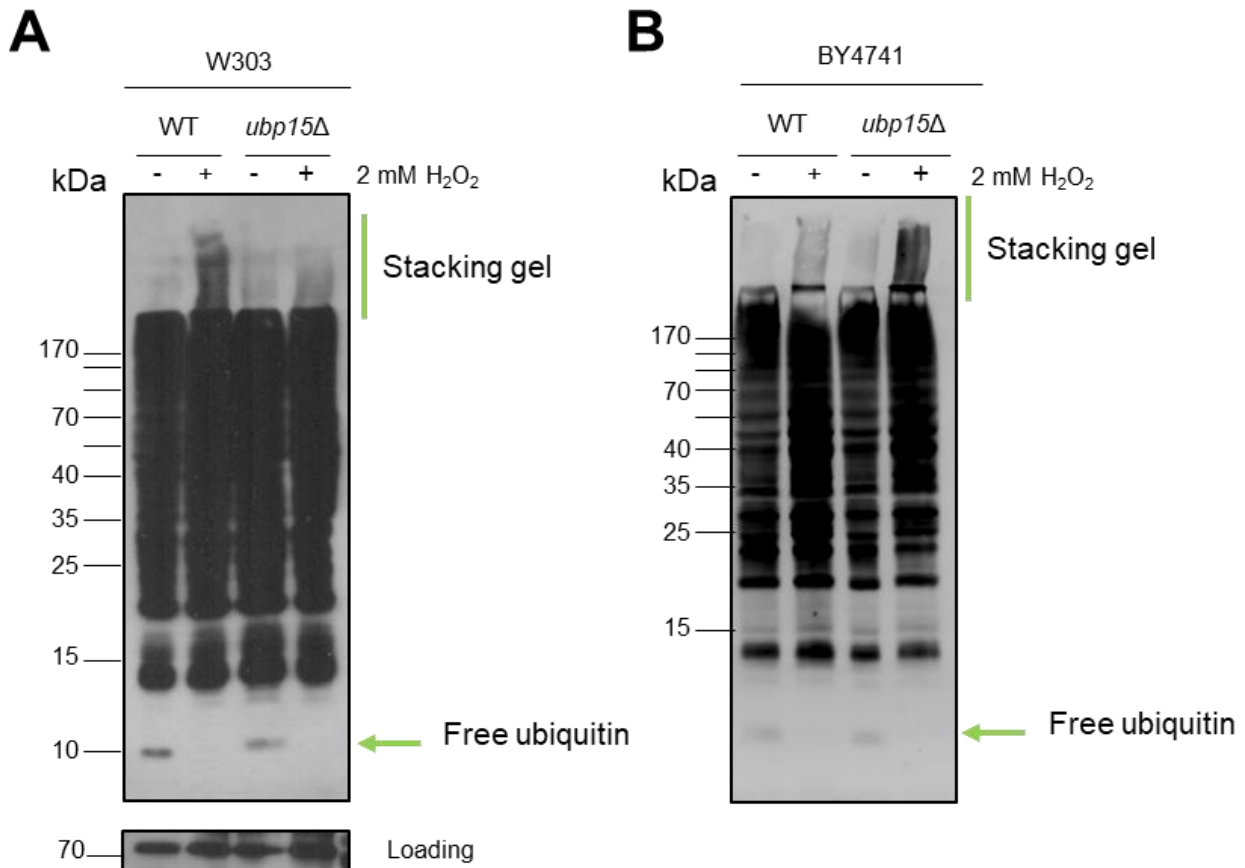 A
W303
WT ubp15Δ
kDa - + - + 2 mM H₂O₂
Stacking gel
170
70
40
35
25
15
10
Free ubiquitin
70 Loading
B
BY4741
WT ubp15Δ
kDa - + - + 2 mM H₂O₂
Stacking gel
170
70
40
35
25
15
Free ubiquitin